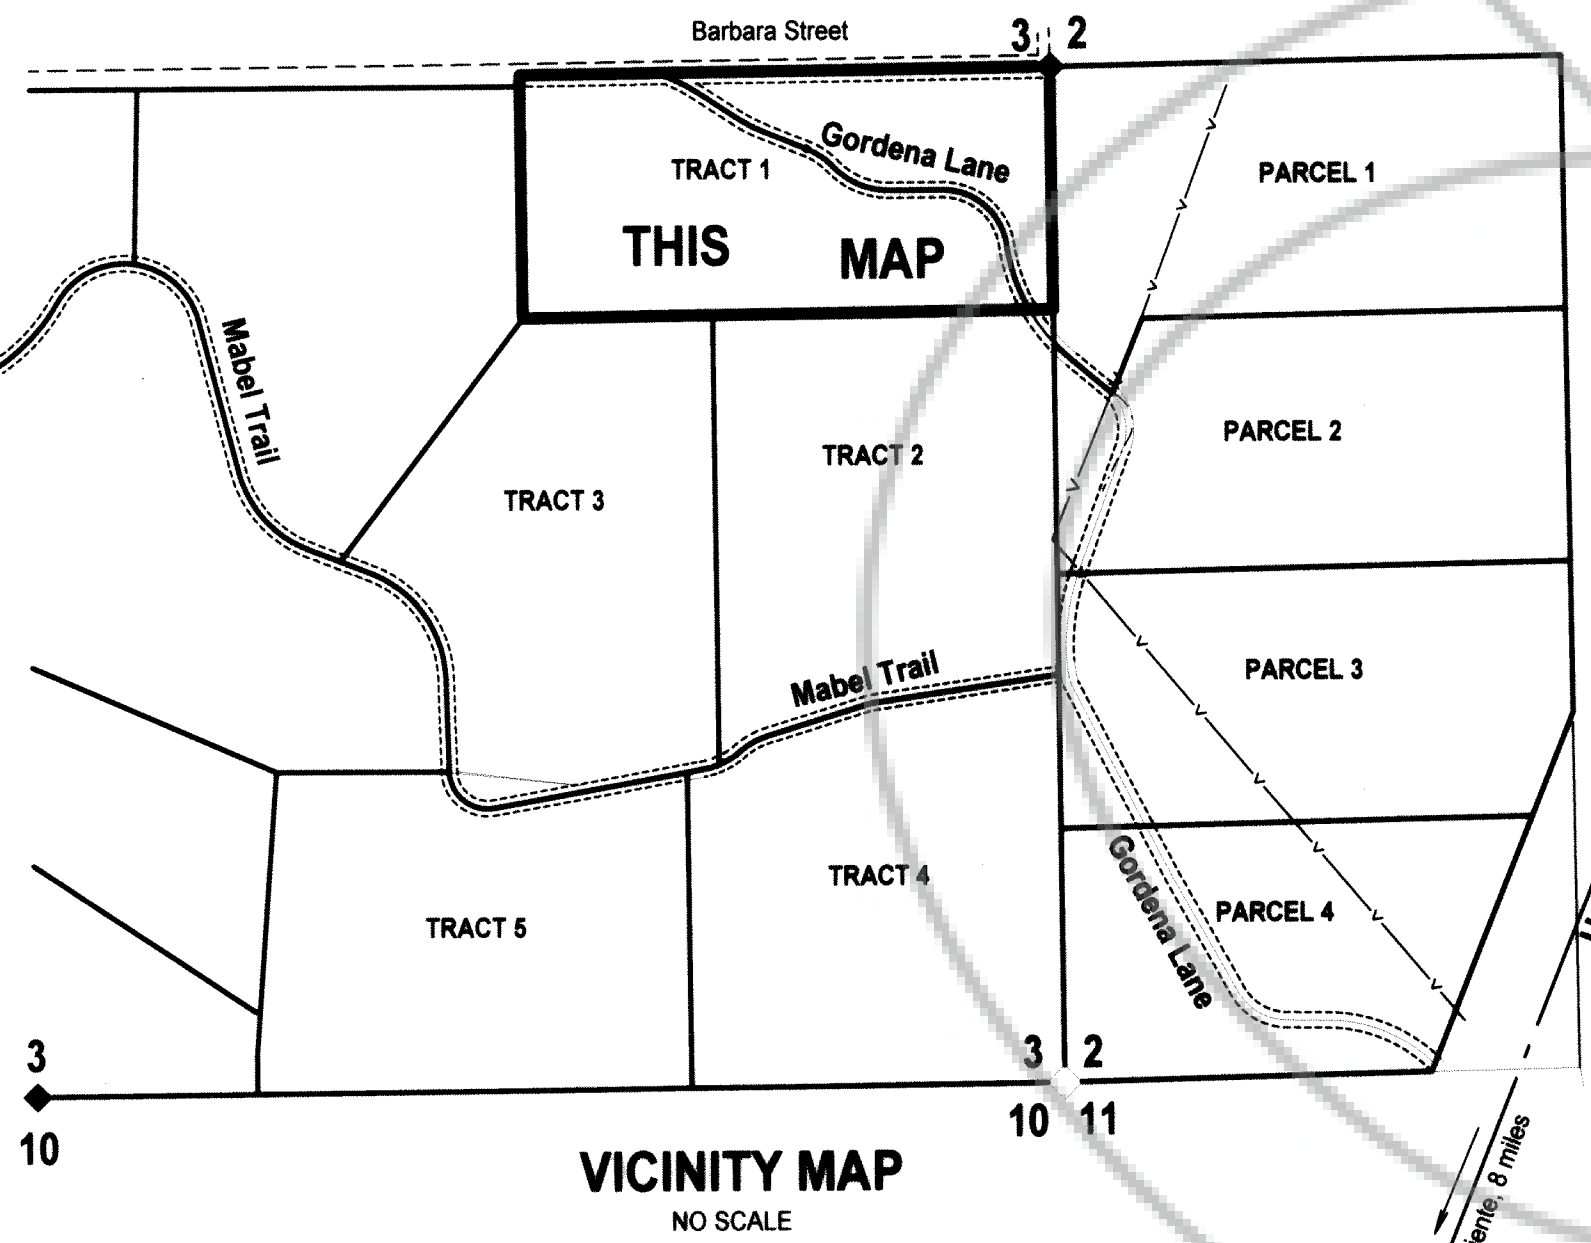 Barbara Street
3 2
Gordena Lane
TRACT 1
PARCEL 1
THIS MAP
Mabel Trail
PARCEL 2
TRACT 2
TRACT 3
Mabel Trail
PARCEL 3
Gordena Lane
TRACT 4
PARCEL 4
TRACT 5
3
3 2
10 11
10
8 miles
VICINITY MAP
NO SCALE